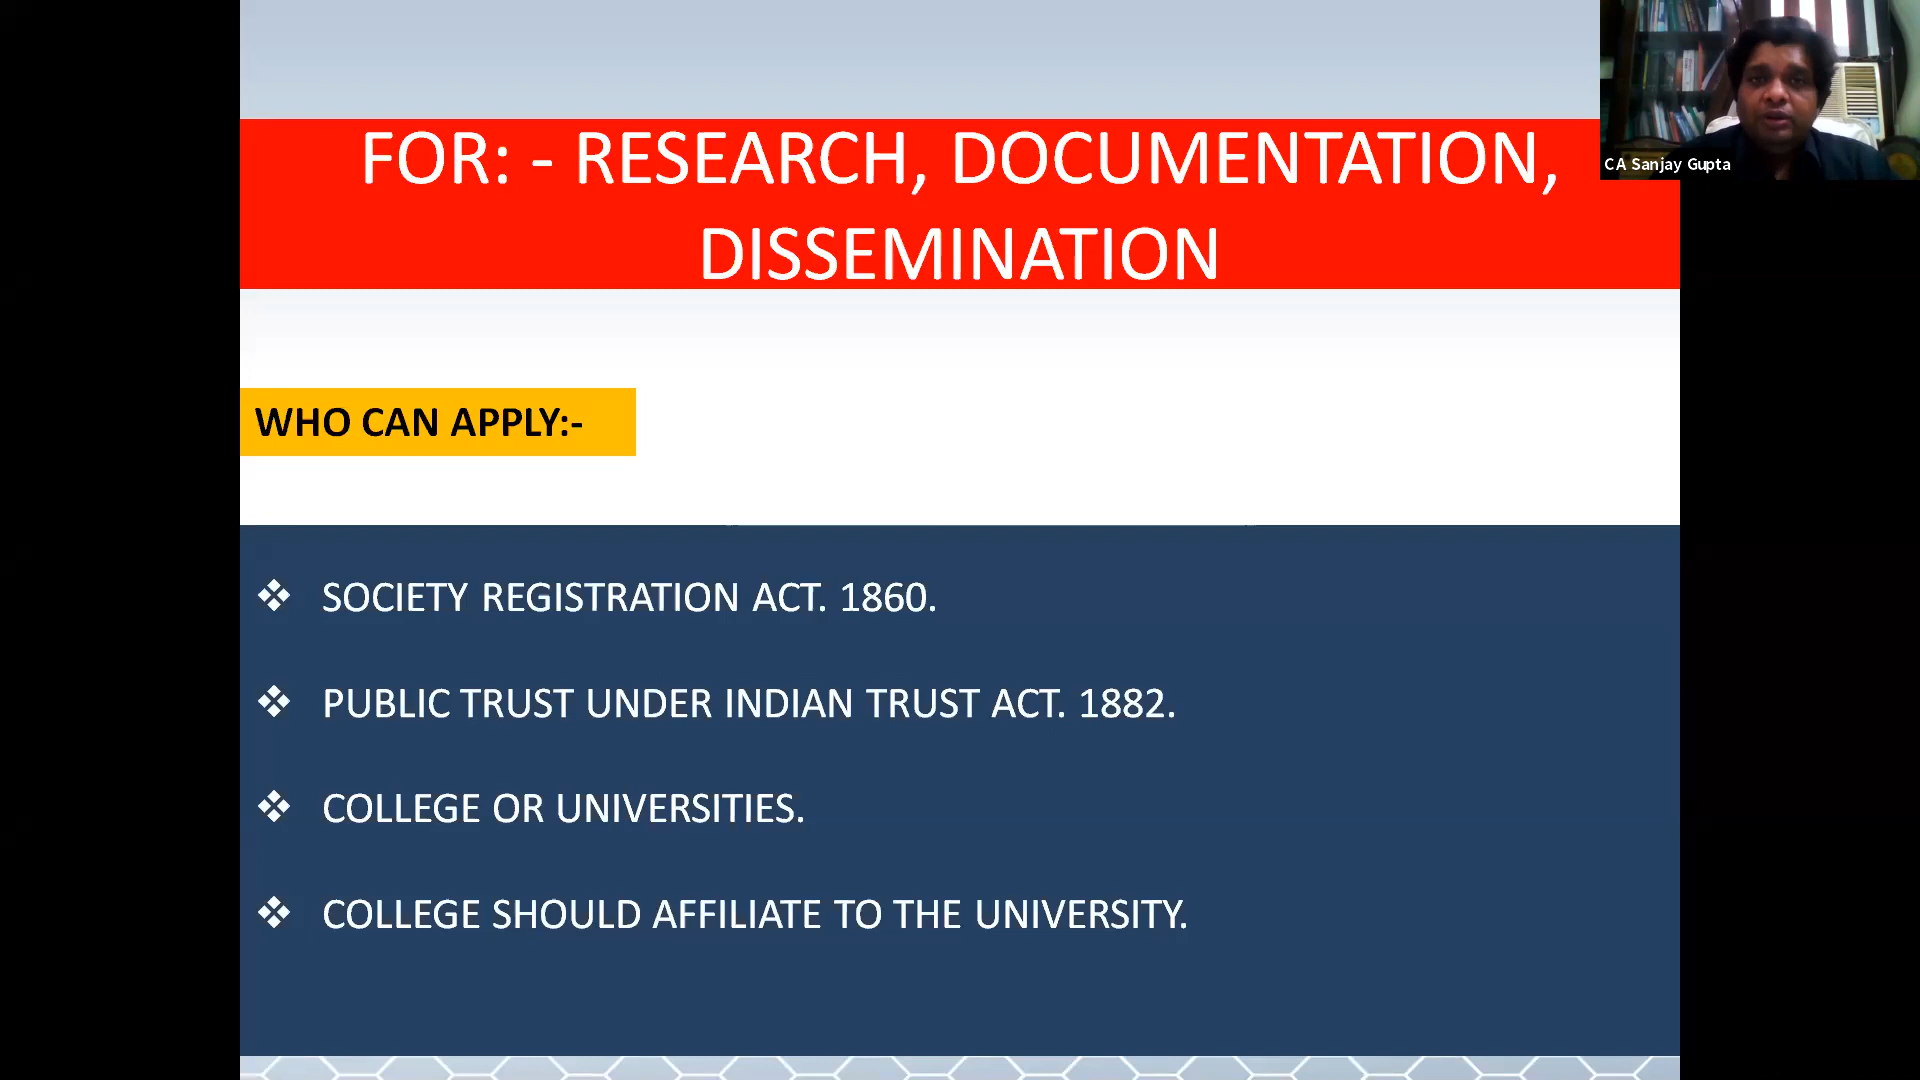 FOR: - RESEARCH, DOCUMENTATION,
DISSEMINATION
CA Sanjay Gupta
WHO CAN APPLY:-
❖ SOCIETY REGISTRATION ACT. 1860.
❖ PUBLIC TRUST UNDER INDIAN TRUST ACT. 1882.
❖ COLLEGE OR UNIVERSITIES.
❖ COLLEGE SHOULD AFFILIATE TO THE UNIVERSITY.